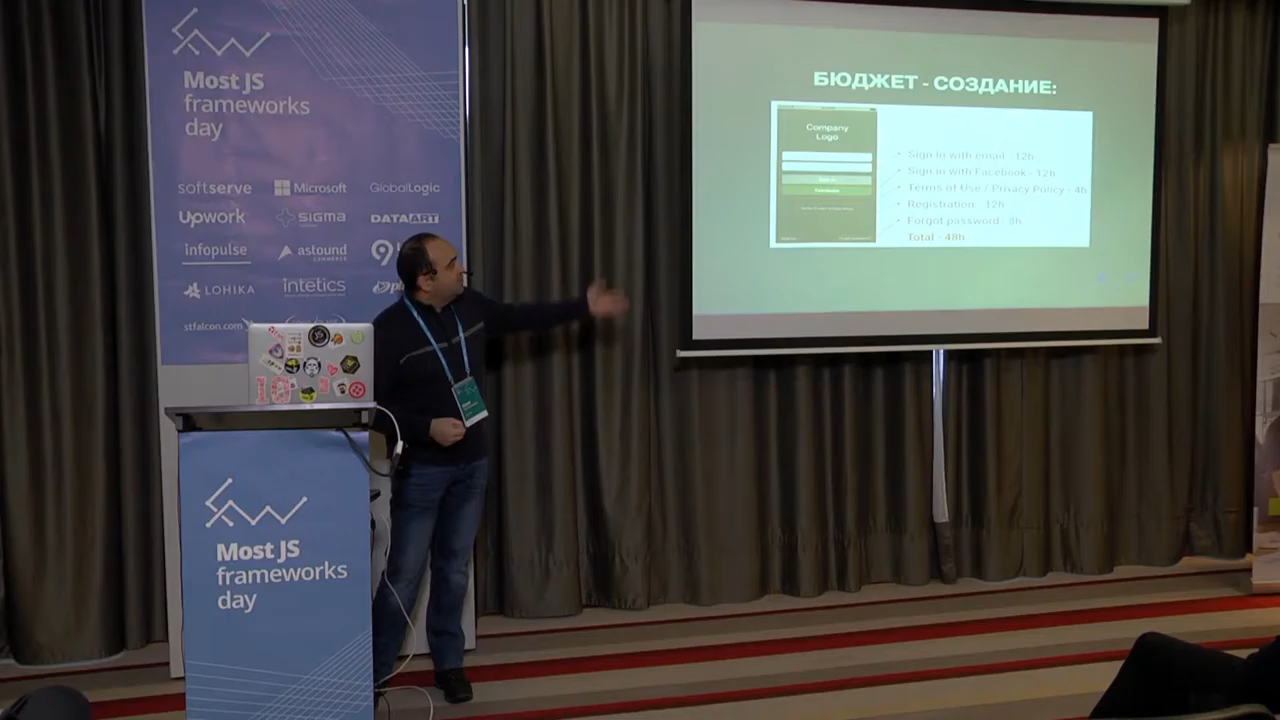 Most JS
frameworks
day
softserve
Microsoft
GlobalLogic
Upwork
SIGMA
DATAART
infopulse
astound
COMMERCE
LOHIKA
intetics
stfalcon.com
Most JS
frameworks
day
БЮДЖЕТ - СОЗДАНИЕ:
Company
Logo
• Sign In with email - 12h
• Sign in with Facebook - 12h
• Terms of Use / Privacy Policy - 4h
• Registration - 12h
• Forgot password - 8h
Total - 48h